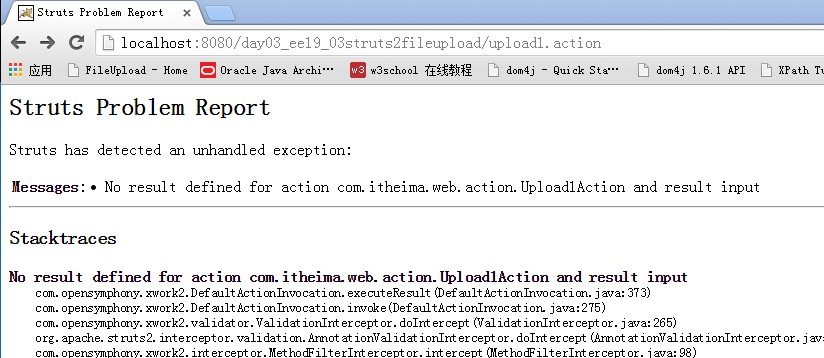 Struts Problem Report
localhost:8080/day03_ee19_03struts2fileupload/upload1.action
应用 FileUpload - Home Oracle Java Archi… w3school 在线教程 dom4j - Quick Sta… dom4j 1.6.1 API XPath Tu
Struts Problem Report
Struts has detected an unhandled exception:
Messages: • No result defined for action com.itheima.web.action.Upload1Action and result input
Stacktraces
No result defined for action com.itheima.web.action.Upload1Action and result input
com.opensymphony.xwork2.DefaultActionInvocation.executeResult(DefaultActionInvocation.java:373)
com.opensymphony.xwork2.DefaultActionInvocation.invoke(DefaultActionInvocation.java:275)
com.opensymphony.xwork2.validator.ValidationInterceptor.doIntercept(ValidationInterceptor.java:265)
org.apache.struts2.interceptor.validation.AnnotationValidationInterceptor.doIntercept(AnnotationValidationInterceptor.java:
com.opensymphony.xwork2.interceptor.MethodFilterInterceptor.intercept(MethodFilterInterceptor.java:98)